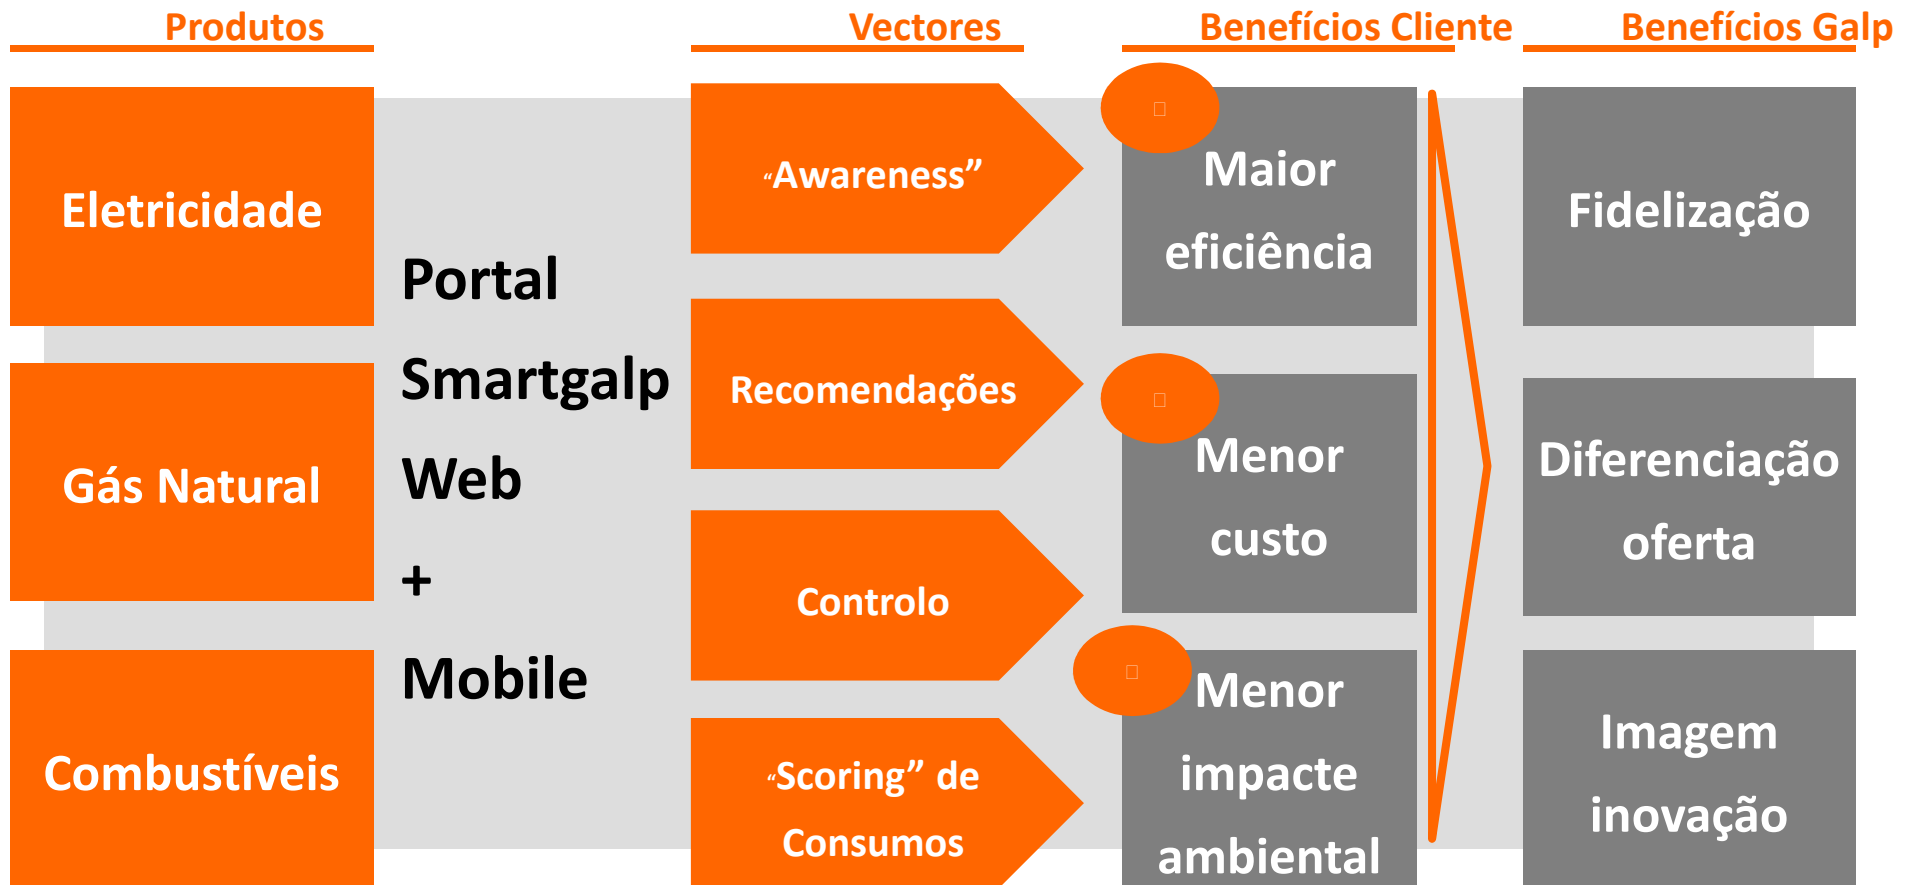 Produtos
Vectores
Benefícios Cliente
Benefícios Galp
Eletricidade
Gás Natural
Combustíveis
Portal
Smartgalp
Web
+
Mobile
“Awareness”
Recomendações
Controlo
“Scoring” de
Consumos
Maior
eficiência
Menor
custo
Menor
impacte
ambiental
Fidelização
Diferenciação
oferta
Imagem
inovação